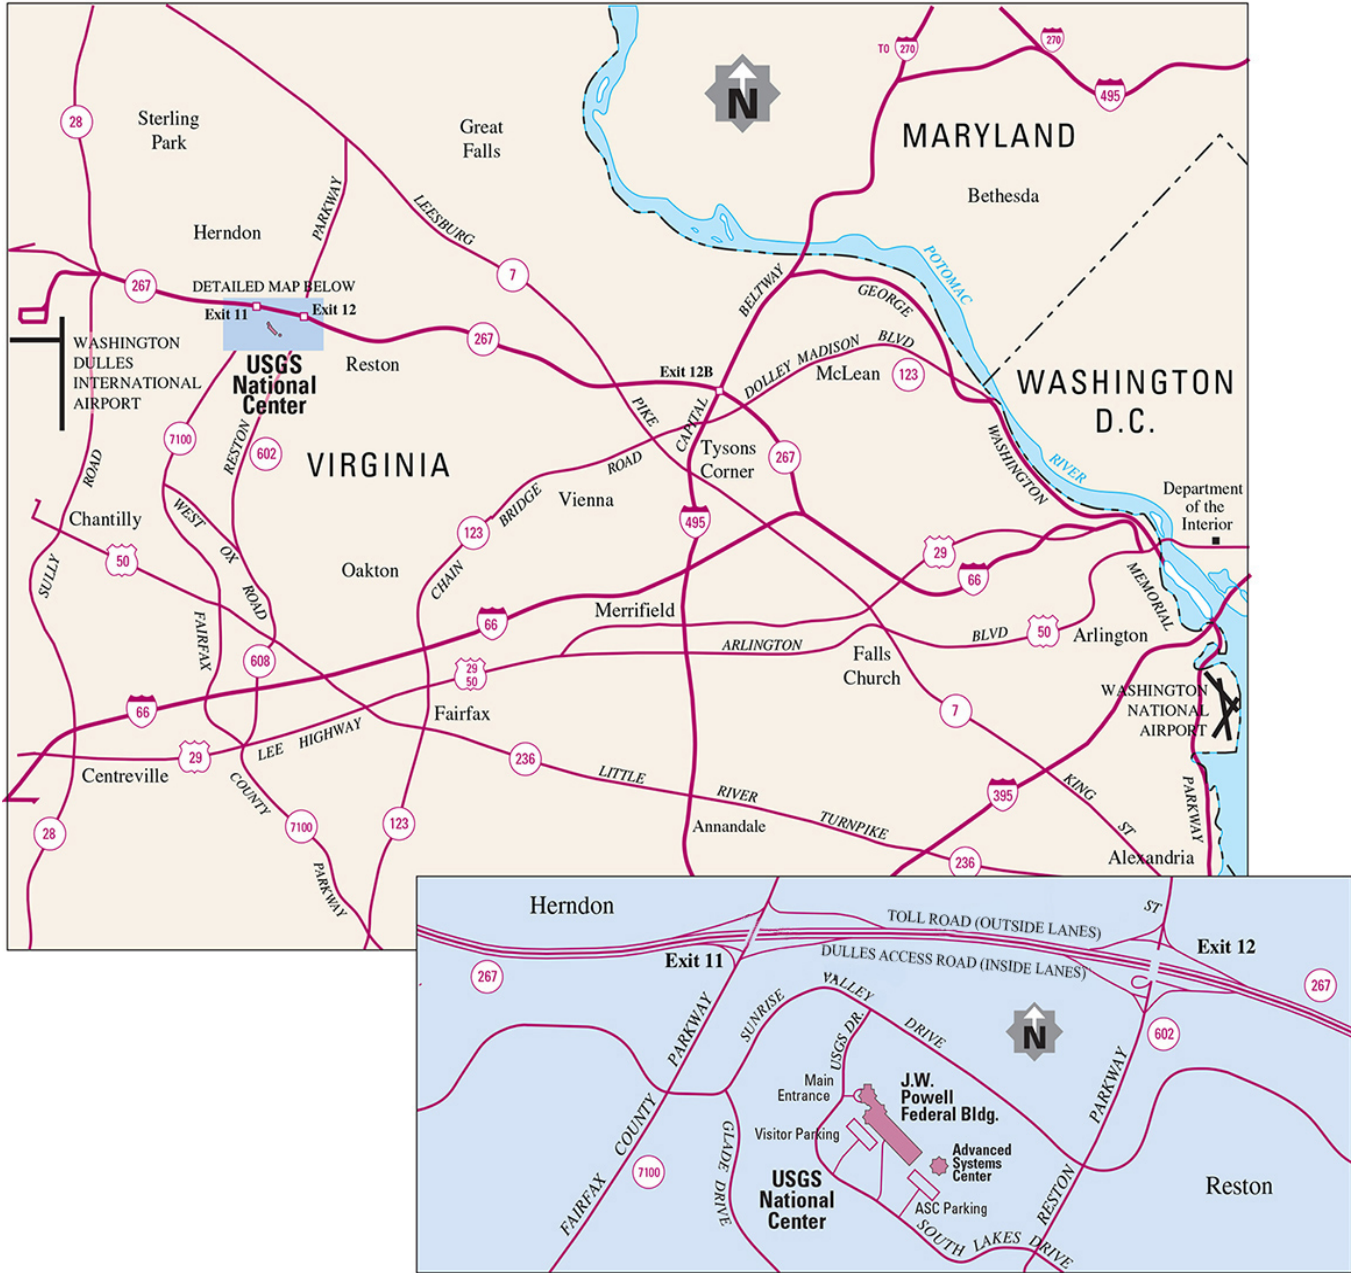 TO 270
270
495
N
28
Sterling
Park
Great
Falls
MARYLAND
Bethesda
PARKWAY
LEESBURG
7
Herndon
POTOMAC
267
DETAILED MAP BELOW
Exit 11
Exit 12
BELTWAY
GEORGE
WASHINGTON
DULLES
INTERNATIONAL
AIRPORT
USGS
National
Center
Reston
267
Exit 12B
DOLLEY MADISON BLVD
McLean
123
WASHINGTON
D.C.
PIKE
CAPITAL
7100
RESTON
602
VIRGINIA
ROAD
Tysons
Corner
267
WASHINGTON
RIVER
ROAD
Vienna
BRIDGE
Department
of the
Interior
Chantilly
WEST
OX
ROAD
123
495
50
SULLY
Oakton
CHAIN
29
66
MEMORIAL
FAIRFAX
66
Merrifield
ARLINGTON
BLVD
50
Arlington
608
29
50
Falls
Church
WASHINGTON
NATIONAL
AIRPORT
66
Fairfax
7
LEE HIGHWAY
29
Centreville
236
LITTLE
RIVER
TURNPIKE
COUNTY
395
KING
ST
PARKWAY
28
7100
123
Annandale
236
Alexandria
PARKWAY
Herndon
TOLL ROAD (OUTSIDE LANES)
ST
Exit 11
DULLES ACCESS ROAD (INSIDE LANES)
Exit 12
267
267
VALLEY
SUNRISE
DRIVE
USGS DR.
N
602
PARKWAY
PARKWAY
Main
Entrance
J.W.
Powell
Federal Bldg.
COUNTY
Visitor Parking
GLADE DRIVE
Advanced
Systems
Center
7100
USGS
National
Center
ASC Parking
RESTON
Reston
FAIRFAX
SOUTH
LAKES DRIVE